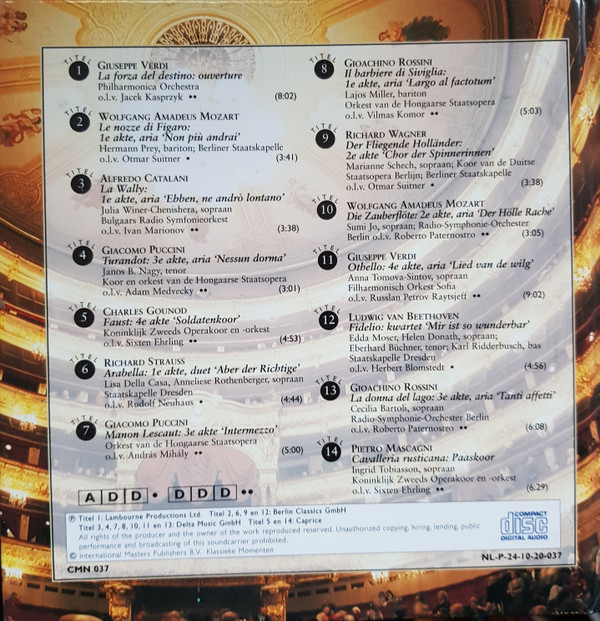 TITEL
1
GIUSEPPE VERDI
La forza del destino: ouverture
Philharmonica Orchestra
o.l.v. Jacek Kasprzyk •• (8:02)
TITEL
2
WOLFGANG AMADEUS MOZART
Le nozze di Figaro:
1e akte, aria 'Non più andrai'
Hermann Prey, bariton; Berliner Staatskapelle
o.l.v. Otmar Suitner • (3:41)
TITEL
3
ALFREDO CATALANI
La Wally:
1e akte, aria 'Ebben, ne andrò lontano'
Julia Winer-Chenishera, sopraan
Bulgaars Radio Symfonieorkest
o.l.v. Ivan Marionov •• (3:38)
TITEL
4
GIACOMO PUCCINI
Turandot: 3e akte, aria 'Nessun dorma'
Janos B. Nagy, tenor
Koor en orkest van de Hongaarse Staatsopera
o.l.v. Adam Medvecky •• (3:01)
TITEL
5
CHARLES GOUNOD
Faust: 4e akte 'Soldatenkoor'
Koninklijk Zweeds Operakoor en -orkest
o.l.v. Sixten Ehrling •• (4:53)
TITEL
6
RICHARD STRAUSS
Arabella: 1e akte, duet 'Aber der Richtige'
Lisa Della Casa, Anneliese Rothenberger, sopraan
Staatskapelle Dresden
o.l.v. Rudolf Neuhaus • (4:44)
TITEL
7
GIACOMO PUCCINI
Manon Lescaut: 3e akte 'Intermezzo'
Orkest van de Hongaarse Staatsopera
o.l.v. András Mihály •• (5:00)
TITEL
8
GIOACHINO ROSSINI
Il barbiere di Siviglia:
1e akte, aria 'Largo al factotum'
Lajos Miller, bariton
Orkest van de Hongaarse Staatsopera
o.l.v. Vilmas Komor •• (5:03)
TITEL
9
RICHARD WAGNER
Der Fliegende Holländer:
2e akte 'Chor der Spinnerinnen'
Marianne Schech, sopraan; Koor van de Duitse
Staatsopera Berlijn; Berliner Staatskapelle
o.l.v. Otmar Suitner • (3:38)
TITEL
10
WOLFGANG AMADEUS MOZART
Die Zauberflöte: 2e akte, aria 'Der Hölle Rache'
Sumi Jo, sopraan; Radio-Symphonie-Orchester
Berlin o.l.v. Roberto Paternostro •• (3:05)
TITEL
11
GIUSEPPE VERDI
Othello: 4e akte, aria 'Lied van de wilg'
Anna Tomova-Sintov, sopraan
Filharmonisch Orkest Sofia
o.l.v. Russlan Petrov Raytsjeff •• (9:02)
TITEL
12
LUDWIG VAN BEETHOVEN
Fidelio: kwartet 'Mir ist so wunderbar'
Edda Moser, Helen Donath, sopraan;
Eberhard Büchner, tenor; Karl Ridderbusch, bas
Staatskapelle Dresden
o.l.v. Herbert Blomstedt • (4:56)
TITEL
13
GIOACHINO ROSSINI
La donna del lago: 3e akte, aria 'Tanti affetti'
Cecilia Bartoli, sopraan
Radio-Symphonie-Orchester Berlin
o.l.v. Roberto Paternostro •• (6:08)
TITEL
14
PIETRO MASCAGNI
Cavalleria rusticana: Paaskoor
Ingrid Tobiasson, sopraan
Koninklijk Zweeds Operakoor en -orkest
o.l.v. Sixten Ehrling •• (6:29)
ADD • DDD ••
℗ Titel 1: Lambourne Productions Ltd. Titel 2, 6, 9 en 12: Berlin Classics GmbH
Titel 3, 4, 7, 8, 10, 11 en 13: Delta Music GmbH Titel 5 en 14: Caprice
All rights of the producer and the owner of the work reproduced reserved. Unauthorized copying, hiring, lending, public
performance and broadcasting of this soundcarrier prohibited.
© International Masters Publishers B.V. Klassieke Momenten.
COMPACT
disc
DIGITAL AUDIO
CMN 037
NL-P-24-10-20-037